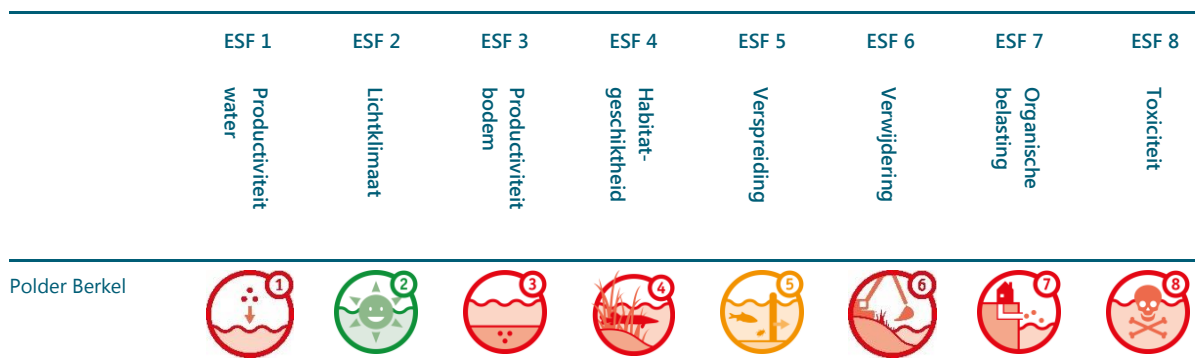 ESF 1 ESF 2 ESF 3 ESF 4 ESF 5 ESF 6 ESF 7 ESF 8
Productiviteit
water
Lichtklimaat
Productiviteit
bodem
Habitat-
geschiktheid
Verspreiding
Verwijdering
Organische
belasting
Toxiciteit
Polder Berkel
1 2 3 4 5 6 7 8